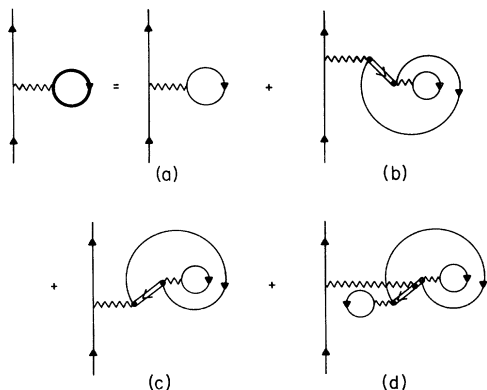 =
+
(a)
(b)
+
+
(c)
(d)